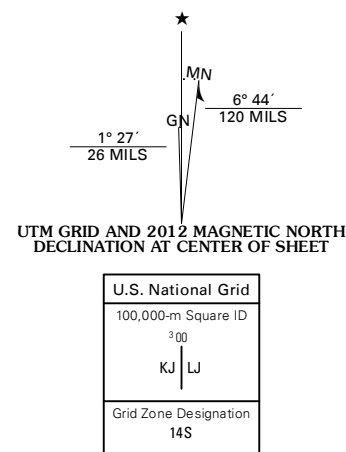 ★
MN
GN
6° 44´
120 MILS
1° 27´
26 MILS
UTM GRID AND 2012 MAGNETIC NORTH
DECLINATION AT CENTER OF SHEET
U.S. National Grid
100,000-m Square ID
³00
KJ LJ
Grid Zone Designation
14S